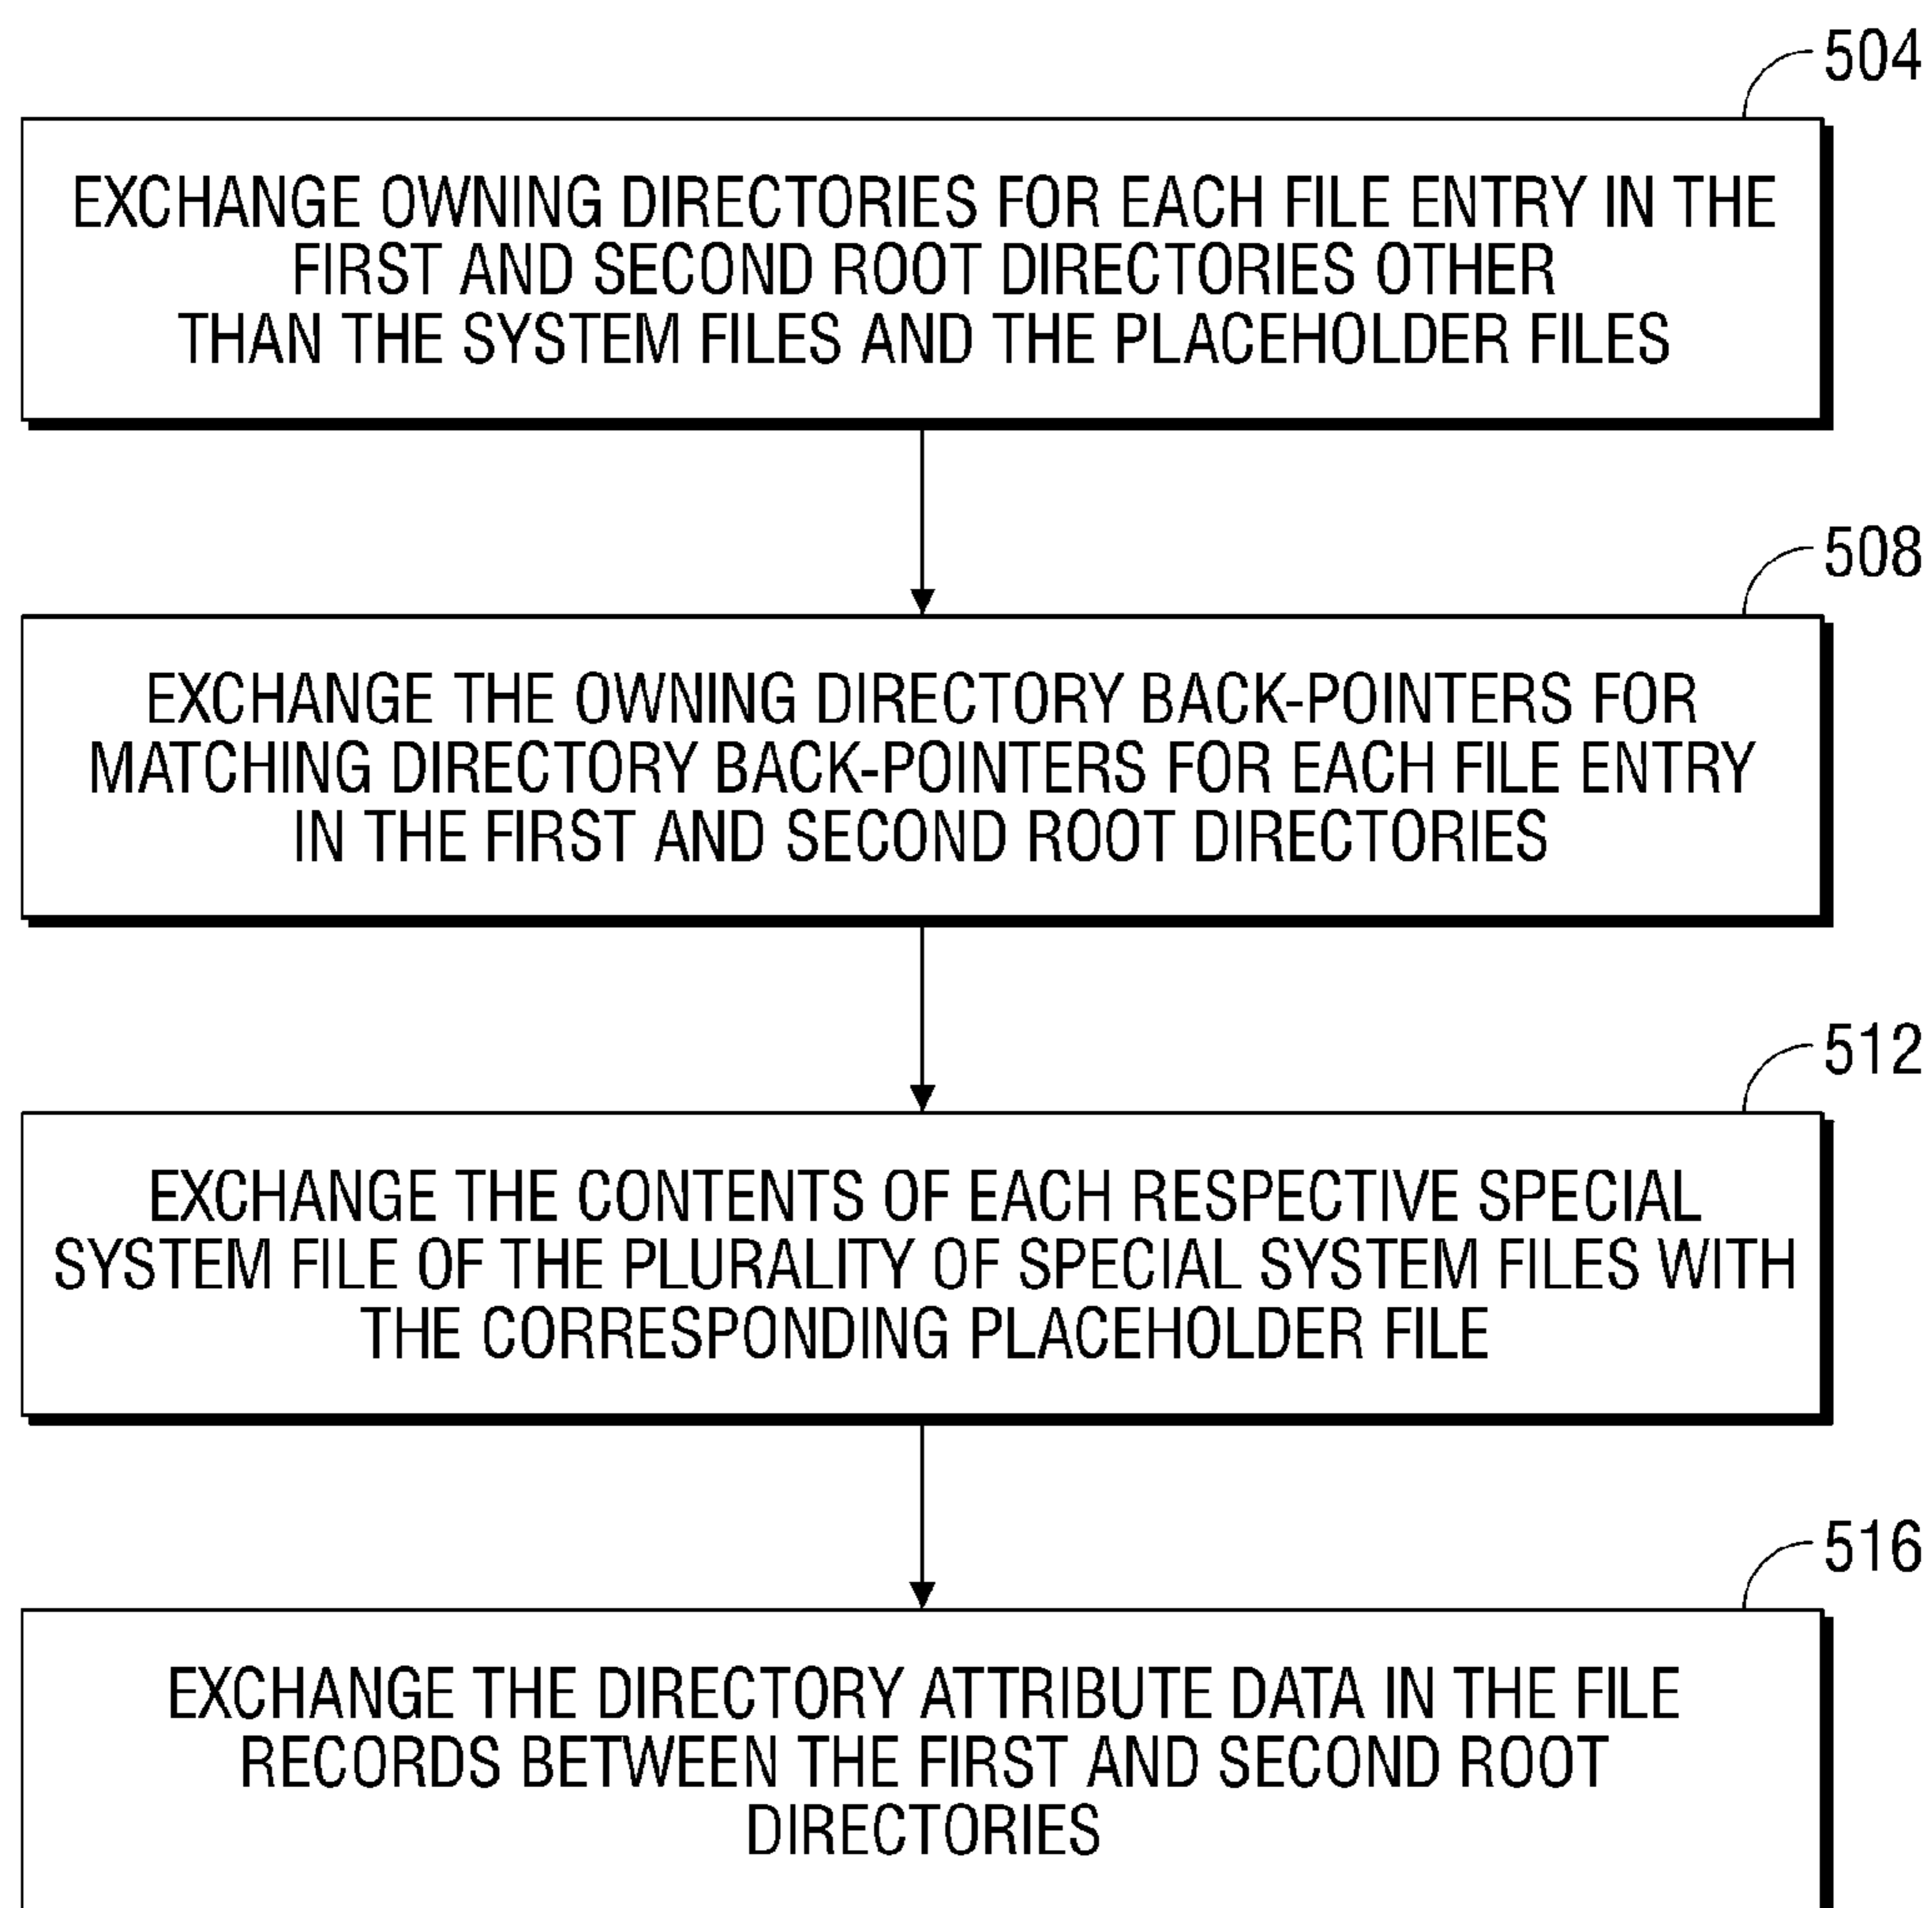 504
EXCHANGE OWNING DIRECTORIES FOR EACH FILE ENTRY IN THE
FIRST AND SECOND ROOT DIRECTORIES OTHER
THAN THE SYSTEM FILES AND THE PLACEHOLDER FILES
508
EXCHANGE THE OWNING DIRECTORY BACK-POINTERS FOR
MATCHING DIRECTORY BACK-POINTERS FOR EACH FILE ENTRY
IN THE FIRST AND SECOND ROOT DIRECTORIES
512
EXCHANGE THE CONTENTS OF EACH RESPECTIVE SPECIAL
SYSTEM FILE OF THE PLURALITY OF SPECIAL SYSTEM FILES WITH
THE CORRESPONDING PLACEHOLDER FILE
516
EXCHANGE THE DIRECTORY ATTRIBUTE DATA IN THE FILE
RECORDS BETWEEN THE FIRST AND SECOND ROOT
DIRECTORIES